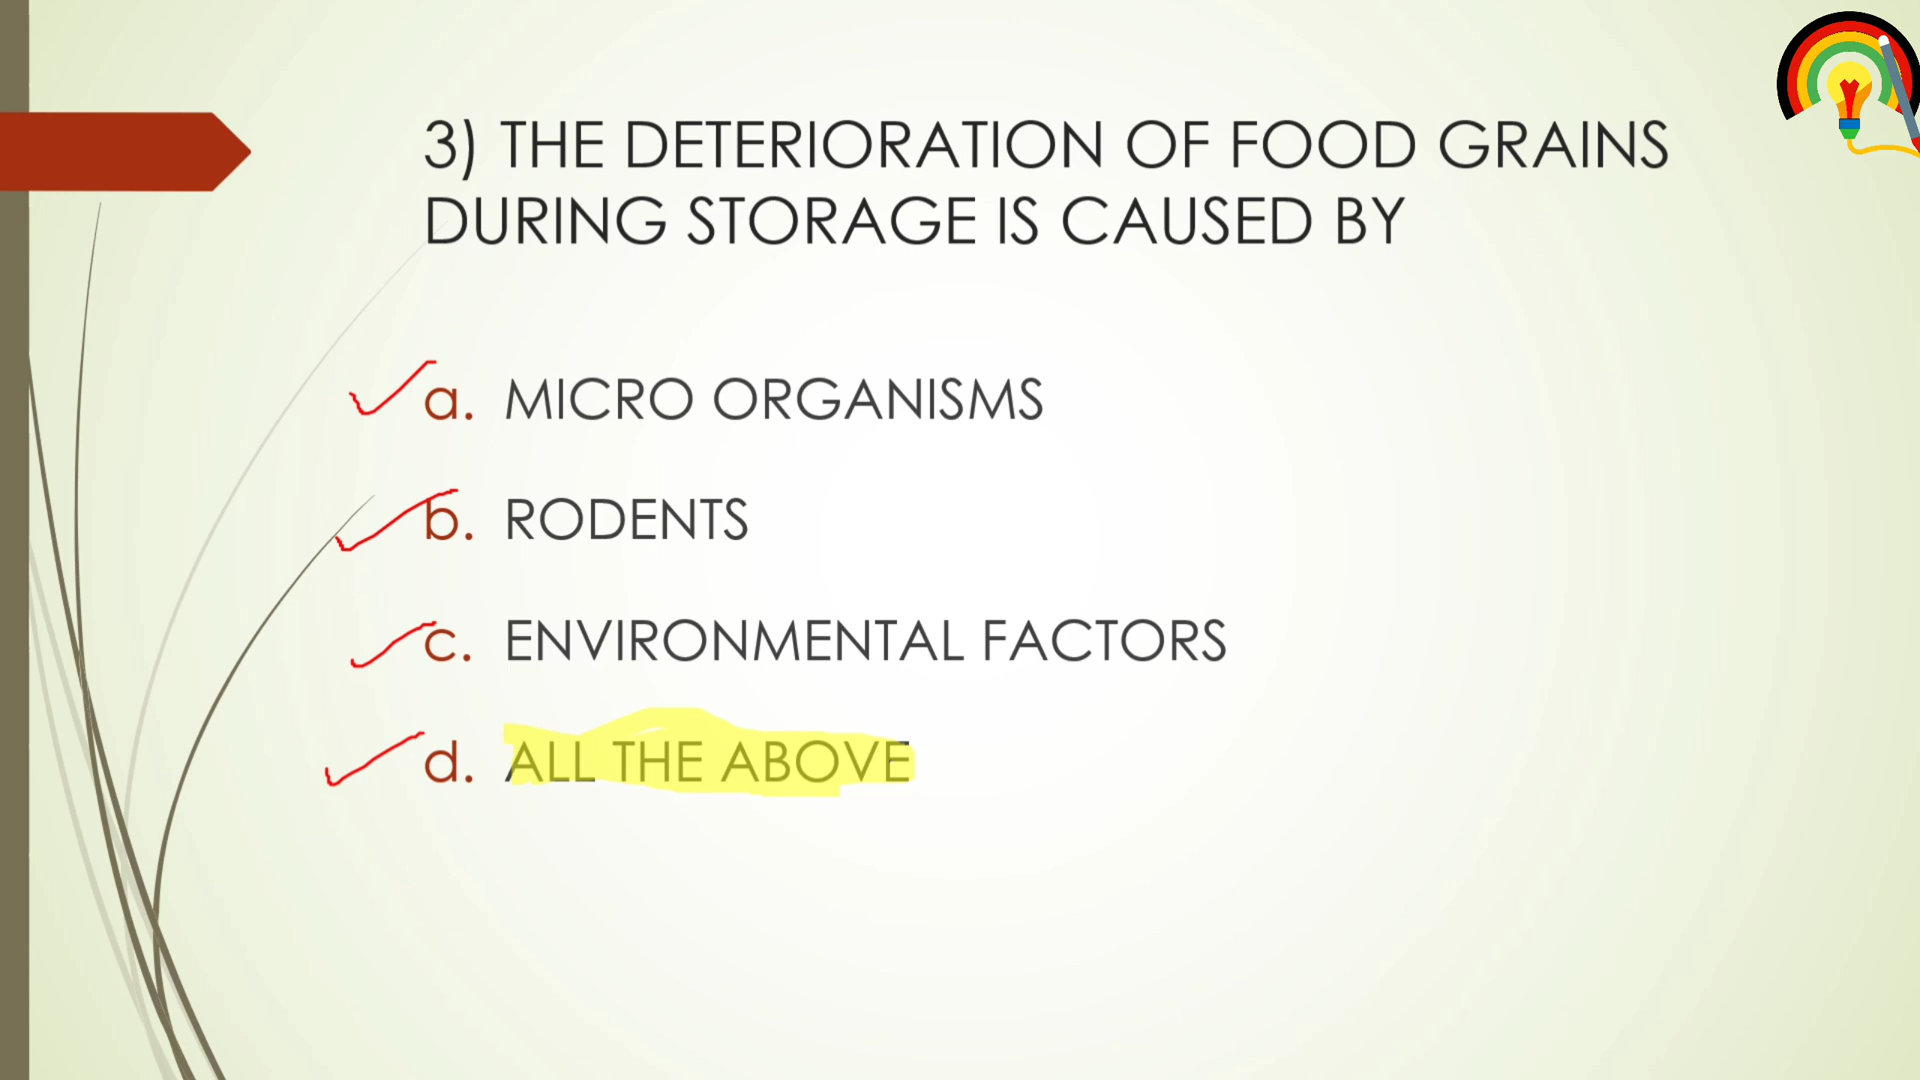 3) THE DETERIORATION OF FOOD GRAINS
DURING STORAGE IS CAUSED BY
a. MICRO ORGANISMS
b. RODENTS
c. ENVIRONMENTAL FACTORS
d. ALL THE ABOVE